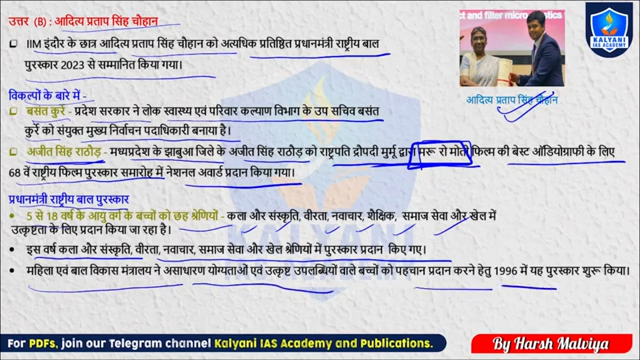 उत्तर (B) : आदित्य प्रताप सिंह चौहान
IIM इंदौर के छात्र आदित्य प्रताप सिंह चौहान को अत्यधिक प्रतिष्ठित प्रधानमंत्री राष्ट्रीय बाल
पुरस्कार 2023 से सम्मानित किया गया।
ct and filter micro
KALYANI
IAS ACADEMY
आदित्य प्रताप सिंह चौहान
विकल्पों के बारे में -
बसंत कुर्रे - प्रदेश सरकार ने लोक स्वास्थ्य एवं परिवार कल्याण विभाग के उप सचिव बसंत
कुर्रे को संयुक्त मुख्य निर्वाचन पदाधिकारी बनाया है।
अजीत सिंह राठौड़ - मध्यप्रदेश के झाबुआ जिले के अजीत सिंह राठौड़ को राष्ट्रपति द्रौपदी मुर्मू द्वारा मरू रो मोती फिल्म की बेस्ट ऑडियोग्राफी के लिए
68 वें राष्ट्रीय फिल्म पुरस्कार समारोह में नेशनल अवार्ड प्रदान किया गया।
प्रधानमंत्री राष्ट्रीय बाल पुरस्कार
5 से 18 वर्ष के आयु वर्ग के बच्चों को छह श्रेणियों - कला और संस्कृति, वीरता, नवाचार, शैक्षिक, समाज सेवा और खेल में
उत्कृष्टता के लिए प्रदान किया जा रहा है।
इस वर्ष कला और संस्कृति, वीरता, नवाचार, समाज सेवा और खेल श्रेणियों में पुरस्कार प्रदान किए गए।
महिला एवं बाल विकास मंत्रालय ने असाधारण योग्यताओं एवं उत्कृष्ट उपलब्धियों वाले बच्चों को पहचान प्रदान करने हेतु 1996 में यह पुरस्कार शुरू किया।
For PDFs, join our Telegram channel Kalyani IAS Academy and Publications.
By Harsh Malviya